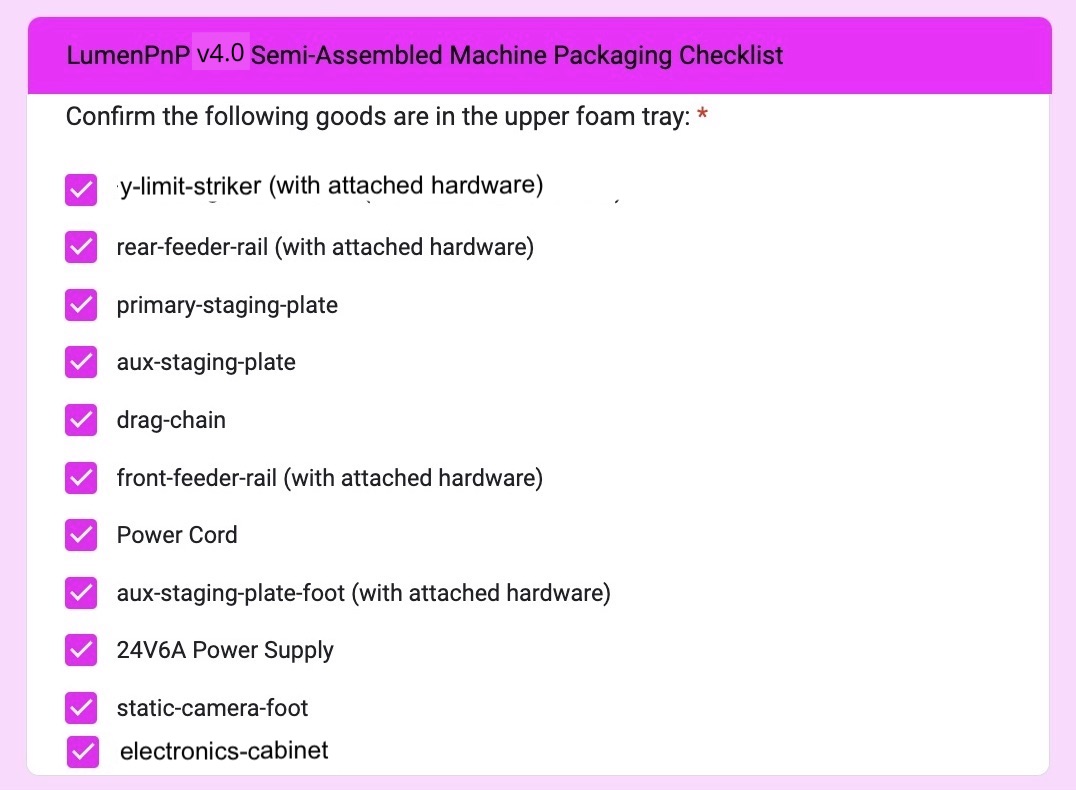 LumenPnP v4.0 Semi-Assembled Machine Packaging Checklist
Confirm the following goods are in the upper foam tray: *
y-limit-striker (with attached hardware)
rear-feeder-rail (with attached hardware)
primary-staging-plate
aux-staging-plate
drag-chain
front-feeder-rail (with attached hardware)
Power Cord
aux-staging-plate-foot (with attached hardware)
24V6A Power Supply
static-camera-foot
electronics-cabinet